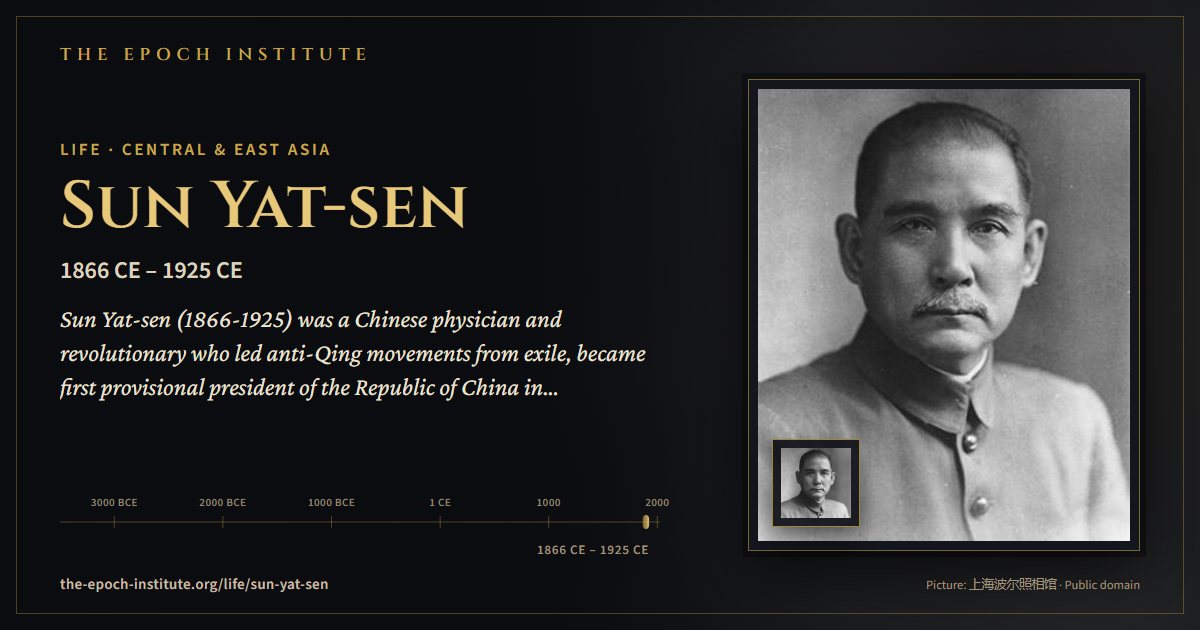 THE EPOCH INSTITUTE
LIFE · CENTRAL & EAST ASIA
SUN YAT-SEN
1866 CE – 1925 CE
Sun Yat-sen (1866-1925) was a Chinese physician and
revolutionary who led anti-Qing movements from exile, became
first provisional president of the Republic of China in...
3000 BCE 2000 BCE 1000 BCE 1 CE 1000 2000
1866 CE – 1925 CE
the-epoch-institute.org/life/sun-yat-sen
Picture: 上海波尔照相馆 · Public domain